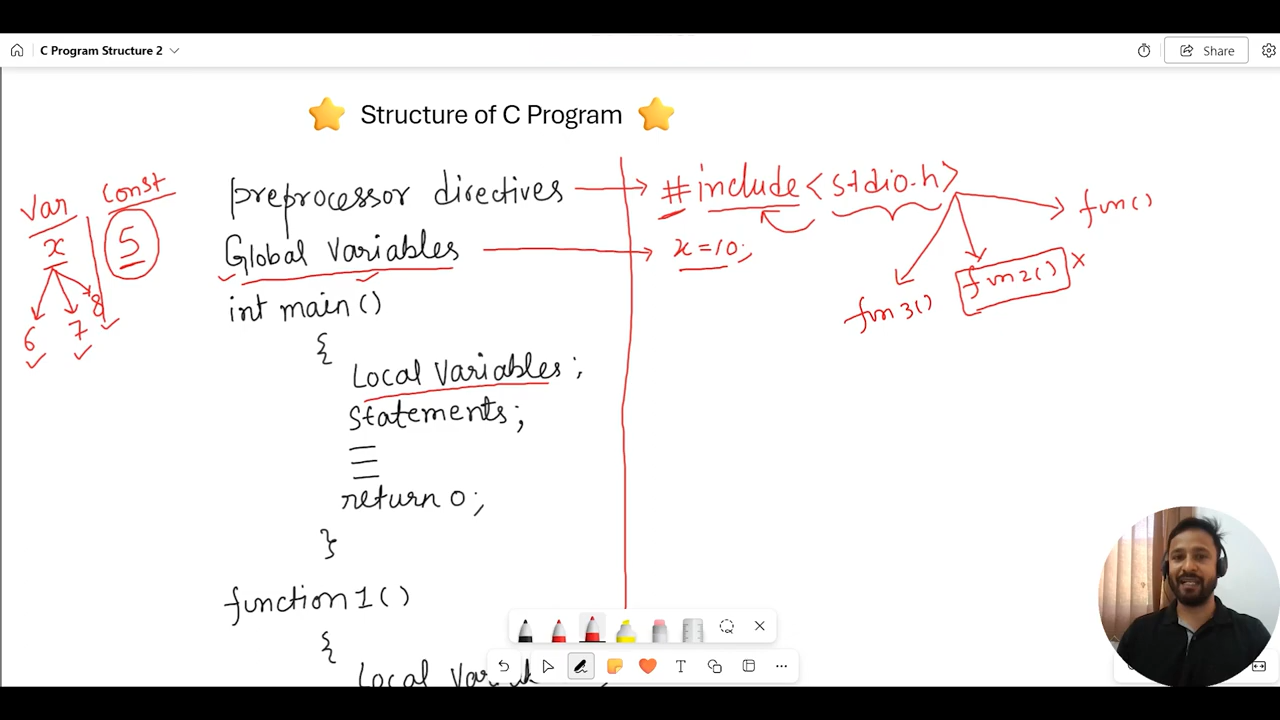 C Program Structure 2
Share
Structure of C Program
var
const
x
5
6
7
8
preprocessor directives
#include<stdio.h>
fun()
fun2() x
fun3()
Global Variables
x=10;
int main()
{
Local Variables;
Statements;
return 0;
}
function1()
{
Local